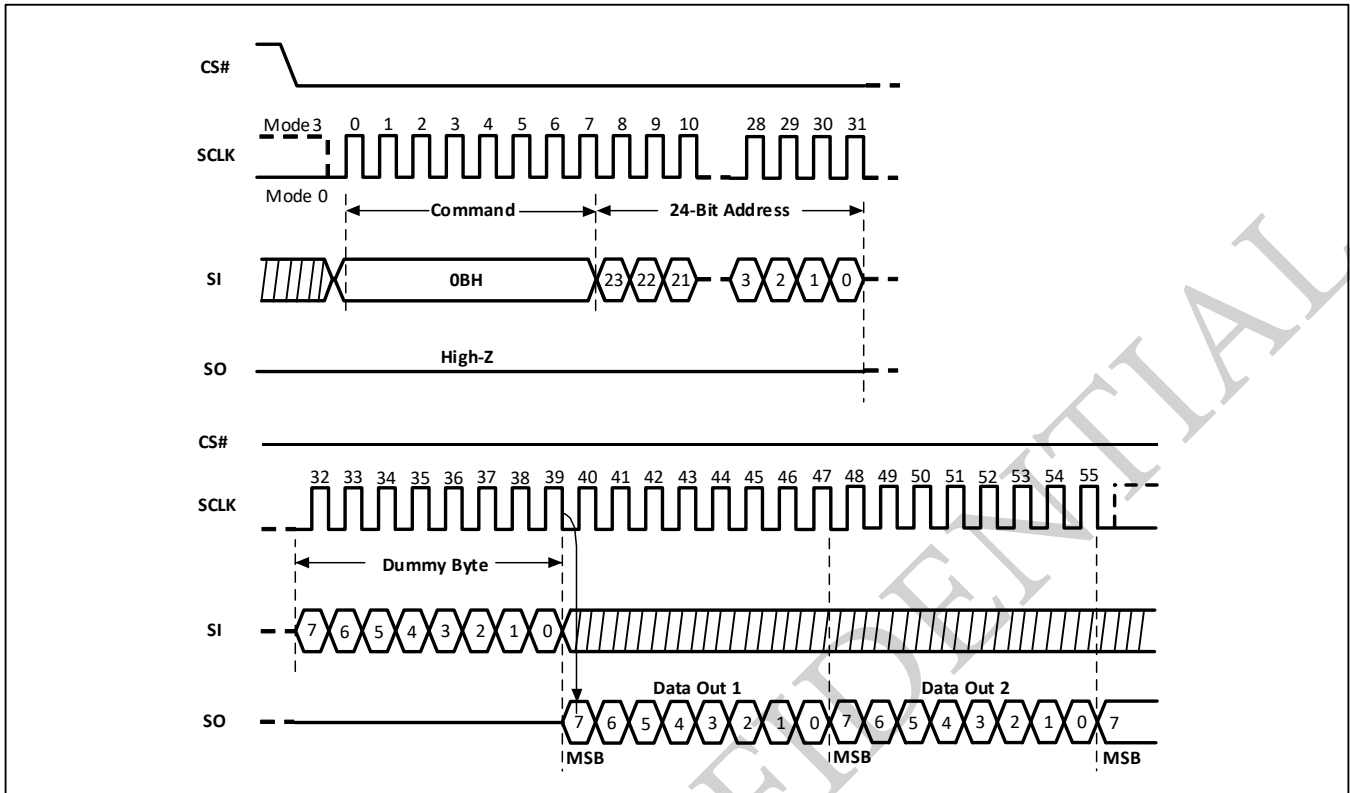 CS#
Mode 3 0 1 2 3 4 5 6 7 8 9 10 28 29 30 31
SCLK
Mode 0
Command 24-Bit Address
SI 0BH 23 22 21 3 2 1 0
High-Z
SO
CS#
32 33 34 35 36 37 38 39 40 41 42 43 44 45 46 47 48 49 50 51 52 53 54 55
SCLK
Dummy Byte
SI 7 6 5 4 3 2 1 0
Data Out 1 Data Out 2
SO 7 6 5 4 3 2 1 0 7 6 5 4 3 2 1 0 7
MSB MSB MSB
FIDENTIAL